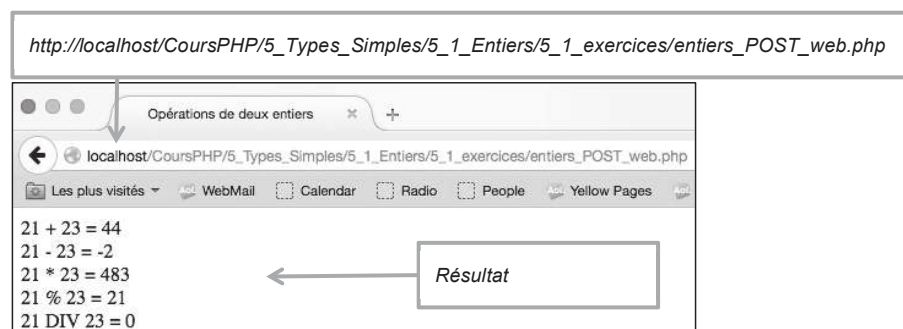 http://localhost/CoursPHP/5_Types_Simples/5_1_Entiers/5_1_exercices/entiers_POST_web.php
Opérations de deux entiers
localhost/CoursPHP/5_Types_Simples/5_1_Entiers/5_1_exercices/entiers_POST_web.php
Les plus visités WebMail Calendar Radio People Yellow Pages
21 + 23 = 44
21 - 23 = -2
21 * 23 = 483
Résultat
21 % 23 = 21
21 DIV 23 = 0